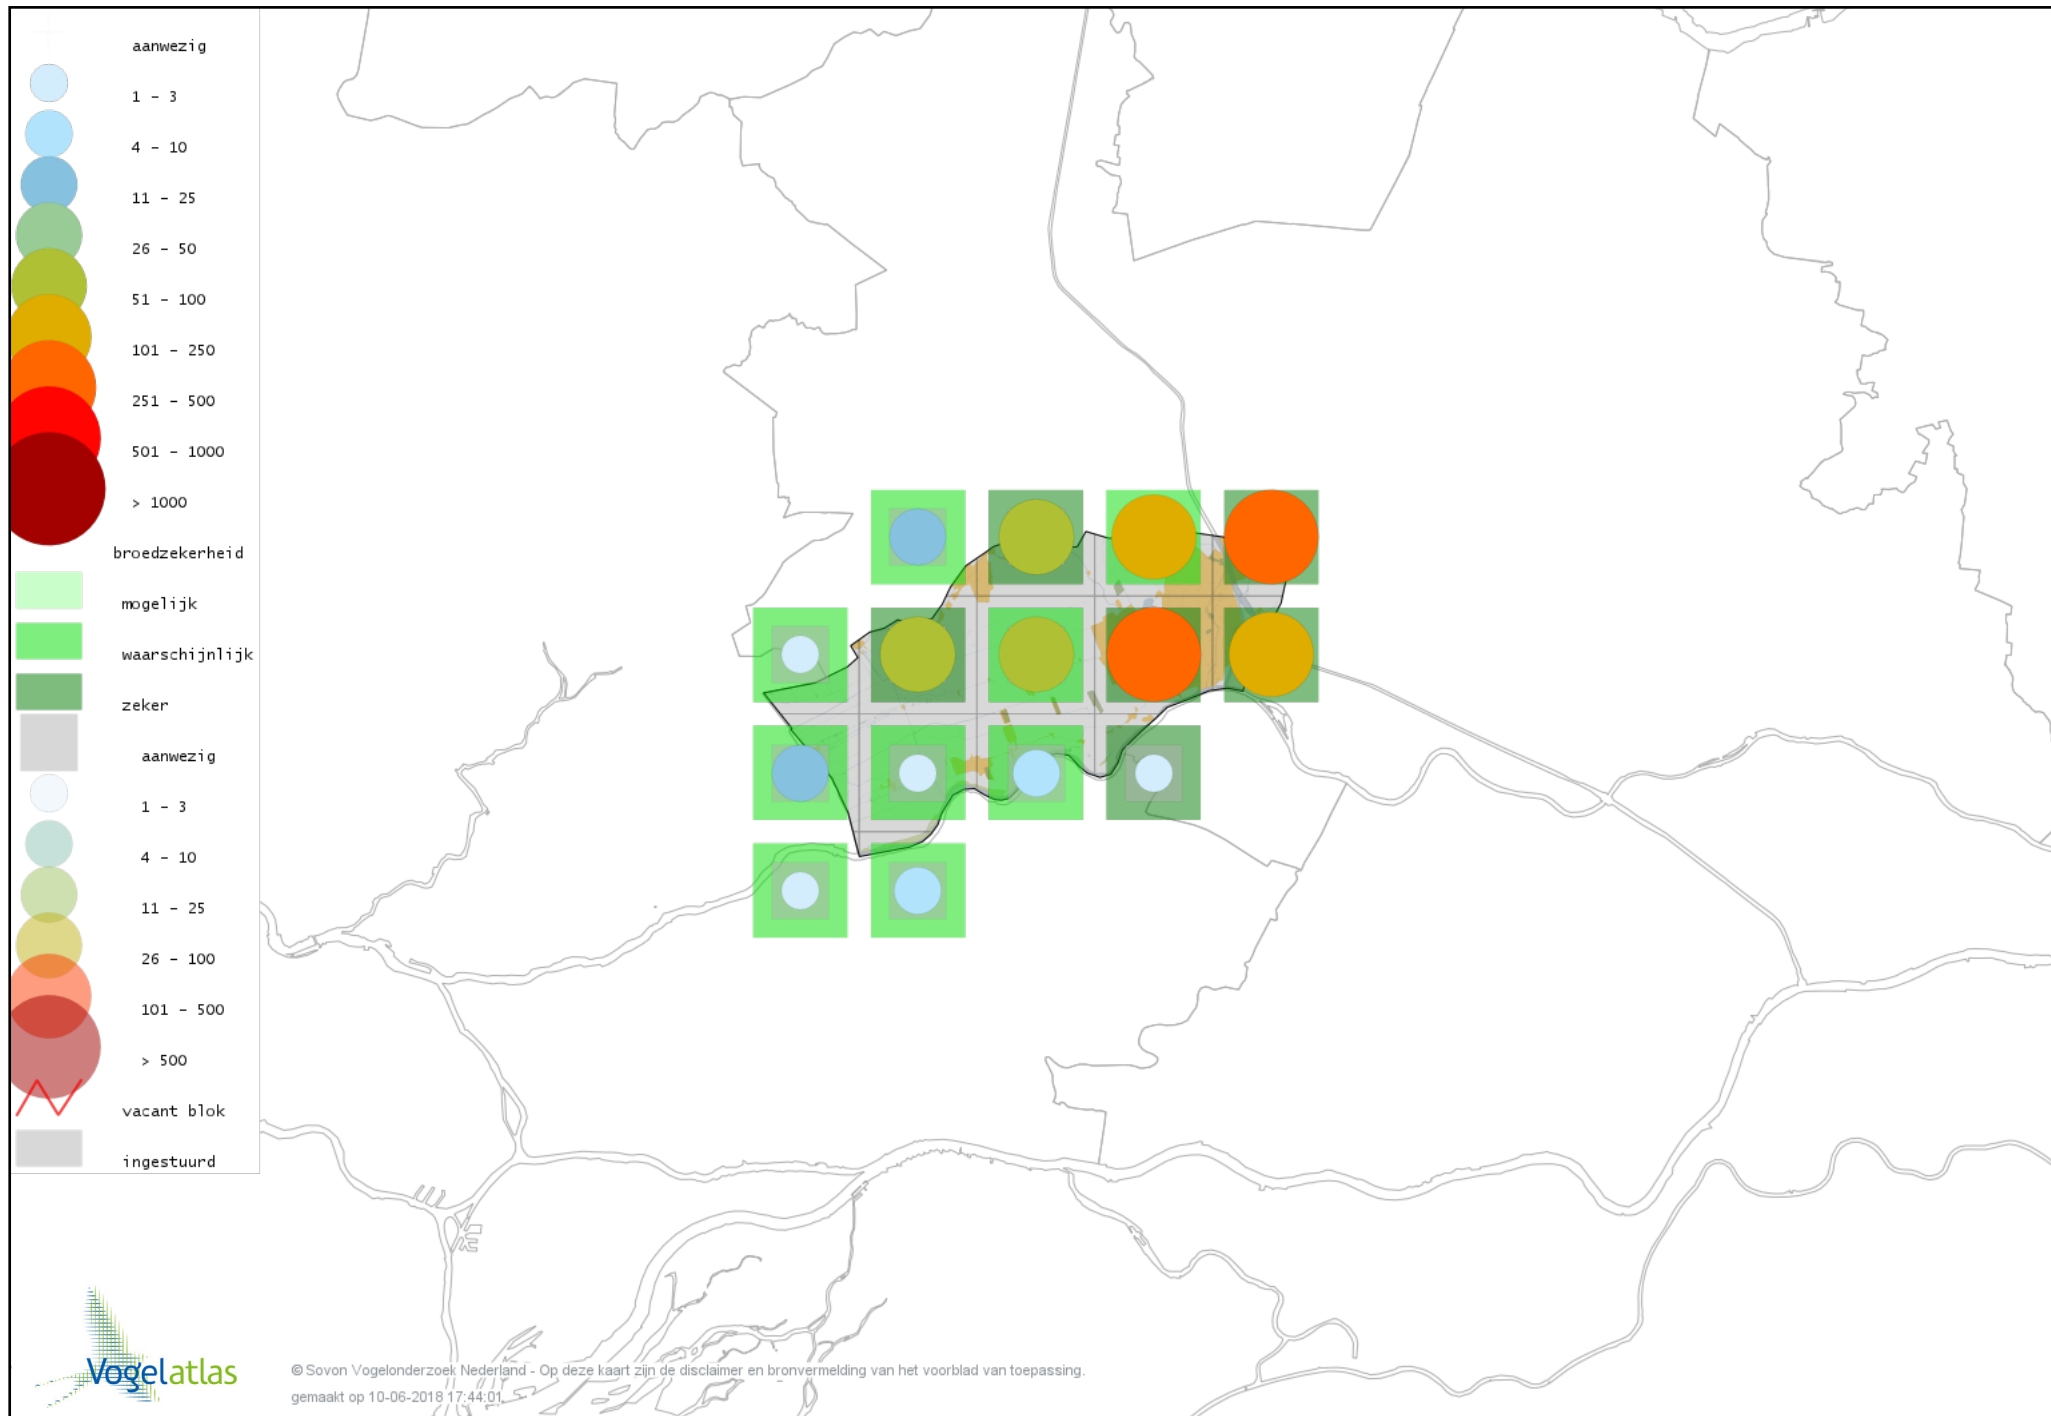 aanwezig
1 - 3
4 - 10
11 - 25
26 - 50
51 - 100
101 - 250
251 - 500
501 - 1000
> 1000
broedzekerheid
mogelijk
waarschijnlijk
zeker
aanwezig
1 - 3
4 - 10
11 - 25
26 - 100
101 - 500
> 500
vacant blok
ingestuurd
Vogelatlas
© Sovon Vogelonderzoek Nederland - Op deze kaart zijn de disclaimer en bronvermelding van het voorblad van toepassing.
gemaakt op 10-06-2018 17:44:01